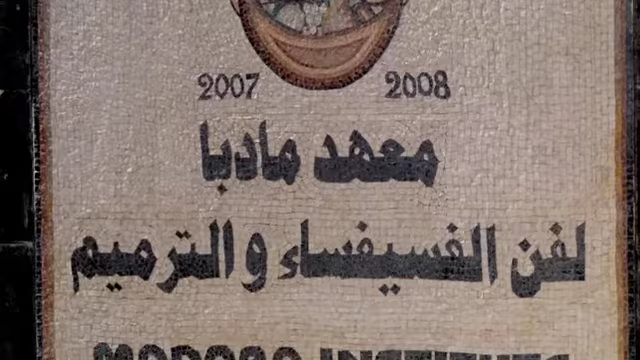 2007 2008
معهد مادبا
لفن الفسيفساء والترميم